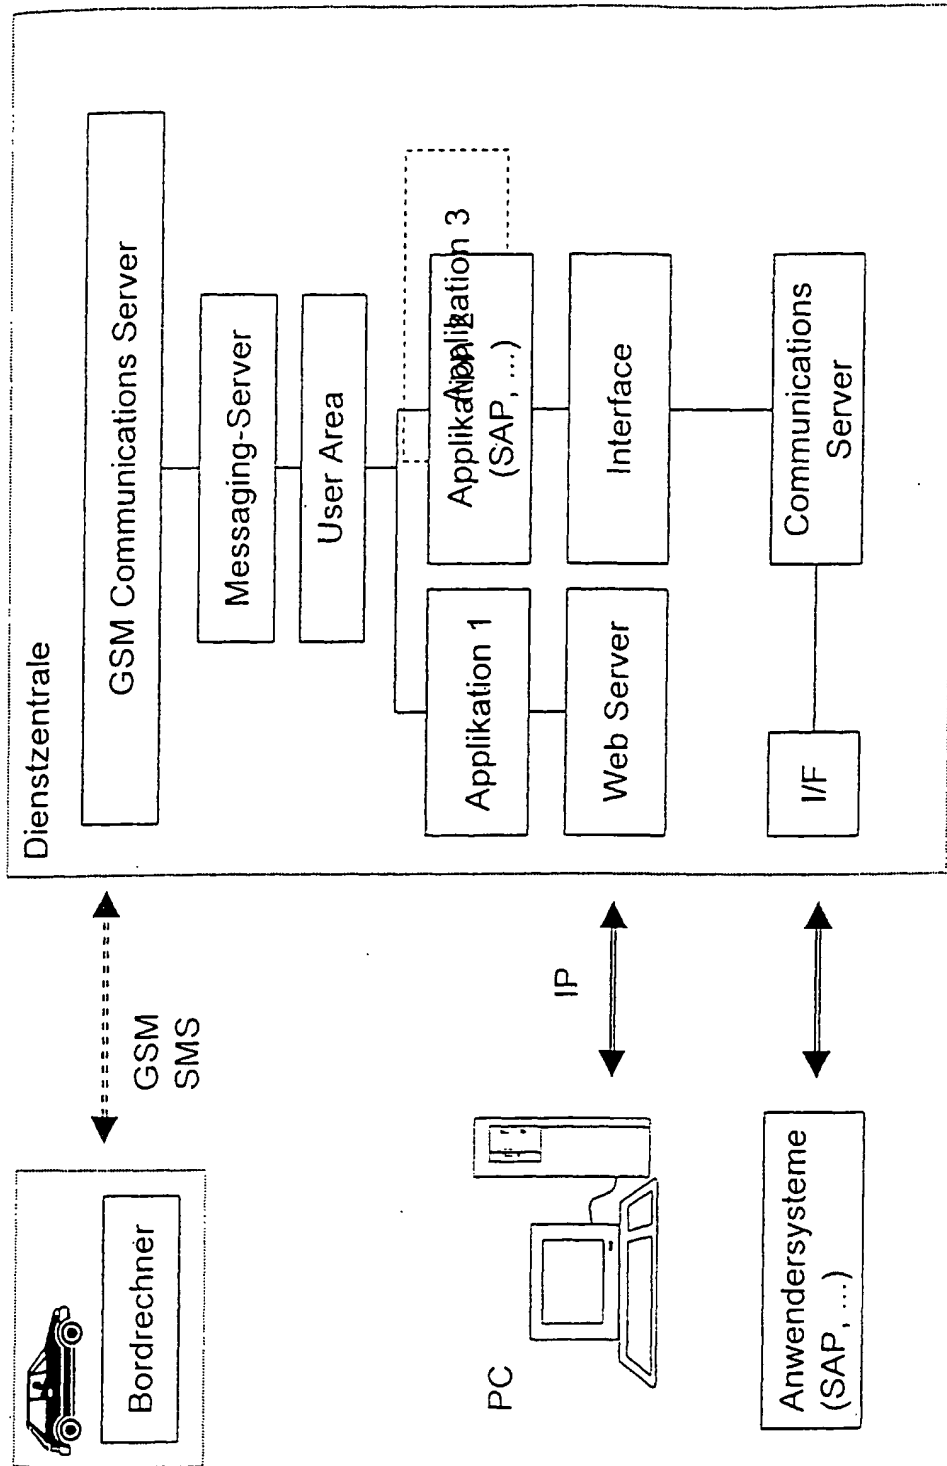 Dienstzentrale
GSM Communications Server
Messaging-Server
User Area
Applikation 1
Applikation 2
(SAP, ...)
Applikation 3
Web Server
Interface
I/F
Communications
Server
GSM
SMS
IP
Bordrechner
PC
Anwendersysteme
(SAP, ...)